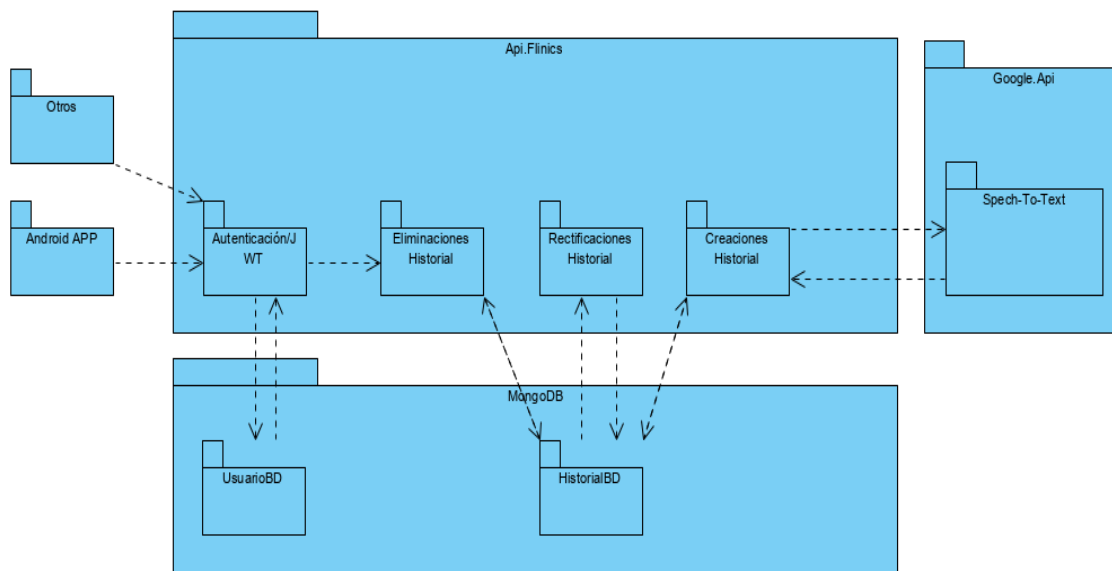 Api.Flinics
Google.Api
Otros
Spech-To-Text
Android APP
Autenticación/J
WT
Eliminaciones
Historial
Rectificaciones
Historial
Creaciones
Historial
MongoDB
UsuarioBD
HistorialBD